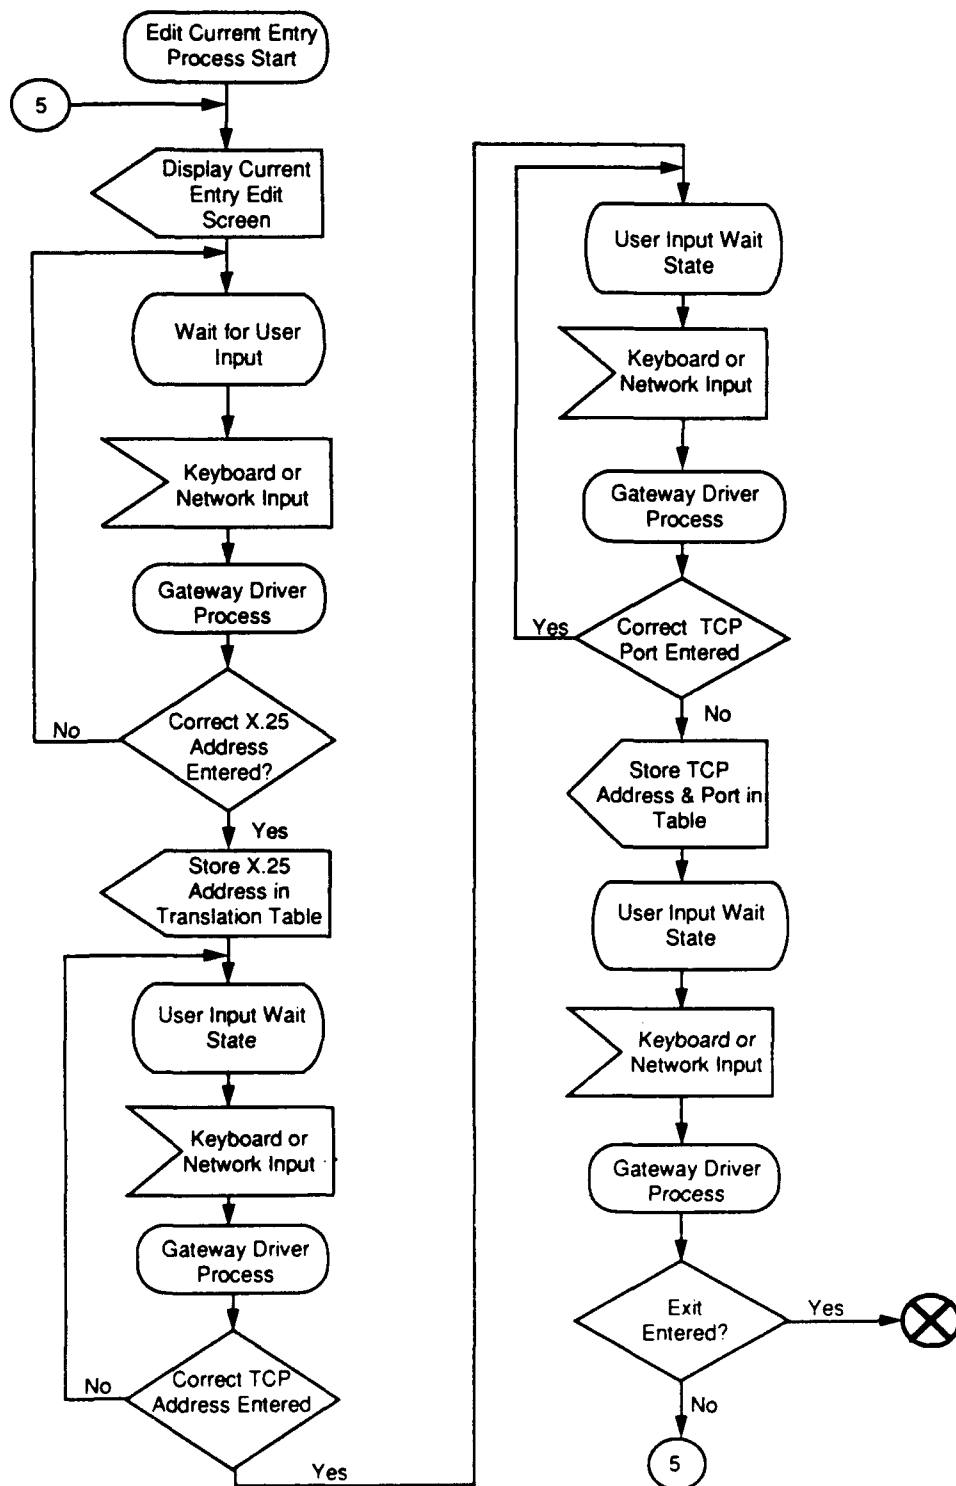 Edit Current Entry
Process Start
5
Display Current
Entry Edit
Screen
Wait for User
Input
Keyboard or
Network Input
Gateway Driver
Process
No
Correct X.25
Address
Entered?
Yes
Store X.25
Address in
Translation Table
User Input Wait
State
Keyboard or
Network Input
Gateway Driver
Process
No
Correct TCP
Address Entered
Yes
User Input Wait
State
Keyboard or
Network Input
Gateway Driver
Process
Yes
Correct TCP
Port Entered
No
Store TCP
Address & Port in
Table
User Input Wait
State
Keyboard or
Network Input
Gateway Driver
Process
Exit
Entered?
Yes
No
5